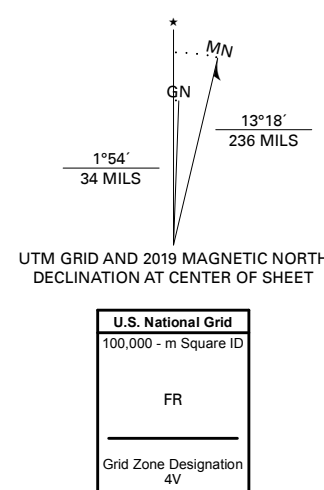 ★
MN
GN
13°18´
236 MILS
1°54´
34 MILS
UTM GRID AND 2019 MAGNETIC NORTH
DECLINATION AT CENTER OF SHEET
U.S. National Grid
100,000 - m Square ID
FR
Grid Zone Designation
4V